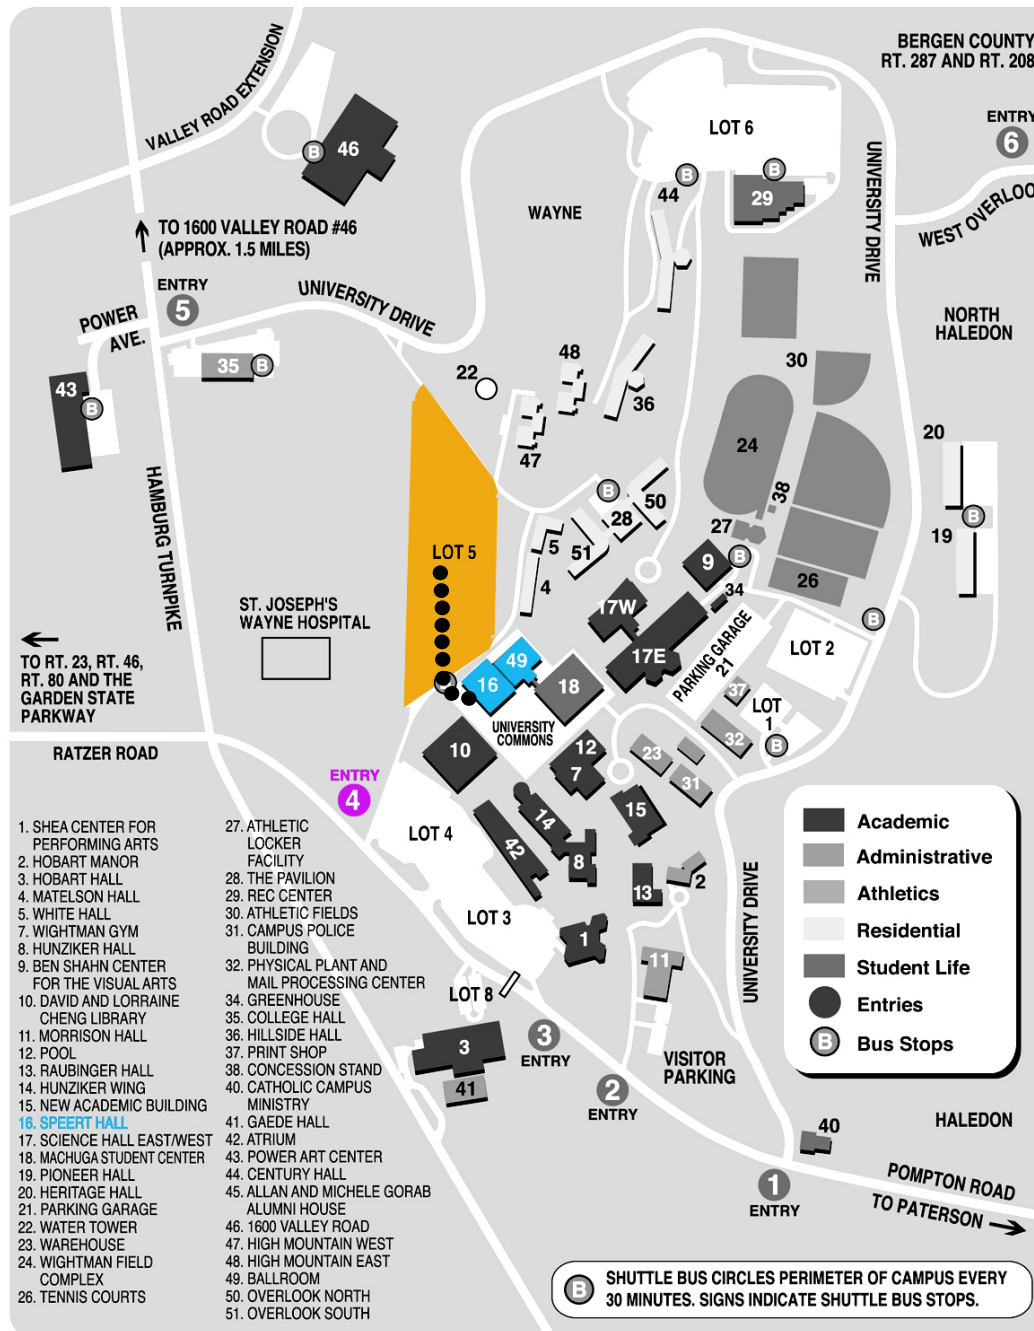 BERGEN COUNTY
RT. 287 AND RT. 208
ENTRY
6
WEST OVERLOO
VALLEY ROAD EXTENSION
B
46
LOT 6
B
44
B
29
UNIVERSITY DRIVE
WAYNE
TO 1600 VALLEY ROAD #46
(APPROX. 1.5 MILES)
ENTRY
5
UNIVERSITY DRIVE
POWER
AVE.
NORTH
HALEDON
35
B
43
B
22
48
36
47
30
24
38
20
B
19
HAMBURG TURNPIKE
B
28
50
5
51
4
27
9
B
26
34
LOT 5
ST. JOSEPH'S
WAYNE HOSPITAL
17W
17E
PARKING GARAGE
21
LOT 2
B
TO RT. 23, RT. 46,
RT. 80 AND THE
GARDEN STATE
PARKWAY
49
16
18
UNIVERSITY
COMMONS
37
LOT
1
B
32
RATZER ROAD
10
12
7
23
31
ENTRY
4
LOT 4
42
14
8
15
13
2
UNIVERSITY DRIVE
LOT 3
1
11
LOT 8
3
41
3
ENTRY
2
ENTRY
VISITOR
PARKING
Academic
Administrative
Athletics
Residential
Student Life
Entries
B
Bus Stops
HALEDON
40
1
ENTRY
POMPTON ROAD
TO PATERSON
1. SHEA CENTER FOR
PERFORMING ARTS
2. HOBART MANOR
3. HOBART HALL
4. MATELSON HALL
5. WHITE HALL
7. WIGHTMAN GYM
8. HUNZIKER HALL
9. BEN SHAHN CENTER
FOR THE VISUAL ARTS
10. DAVID AND LORRAINE
CHENG LIBRARY
11. MORRISON HALL
12. POOL
13. RAUBINGER HALL
14. HUNZIKER WING
15. NEW ACADEMIC BUILDING
16. SPEERT HALL
17. SCIENCE HALL EAST/WEST
18. MACHUGA STUDENT CENTER
19. PIONEER HALL
20. HERITAGE HALL
21. PARKING GARAGE
22. WATER TOWER
23. WAREHOUSE
24. WIGHTMAN FIELD
COMPLEX
26. TENNIS COURTS
27. ATHLETIC
LOCKER
FACILITY
28. THE PAVILION
29. REC CENTER
30. ATHLETIC FIELDS
31. CAMPUS POLICE
BUILDING
32. PHYSICAL PLANT AND
MAIL PROCESSING CENTER
34. GREENHOUSE
35. COLLEGE HALL
36. HILLSIDE HALL
37. PRINT SHOP
38. CONCESSION STAND
40. CATHOLIC CAMPUS
MINISTRY
41. GAEDE HALL
42. ATRIUM
43. POWER ART CENTER
44. CENTURY HALL
45. ALLAN AND MICHELE GORAB
ALUMNI HOUSE
46. 1600 VALLEY ROAD
47. HIGH MOUNTAIN WEST
48. HIGH MOUNTAIN EAST
49. BALLROOM
50. OVERLOOK NORTH
51. OVERLOOK SOUTH
B
SHUTTLE BUS CIRCLES PERIMETER OF CAMPUS EVERY
30 MINUTES. SIGNS INDICATE SHUTTLE BUS STOPS.